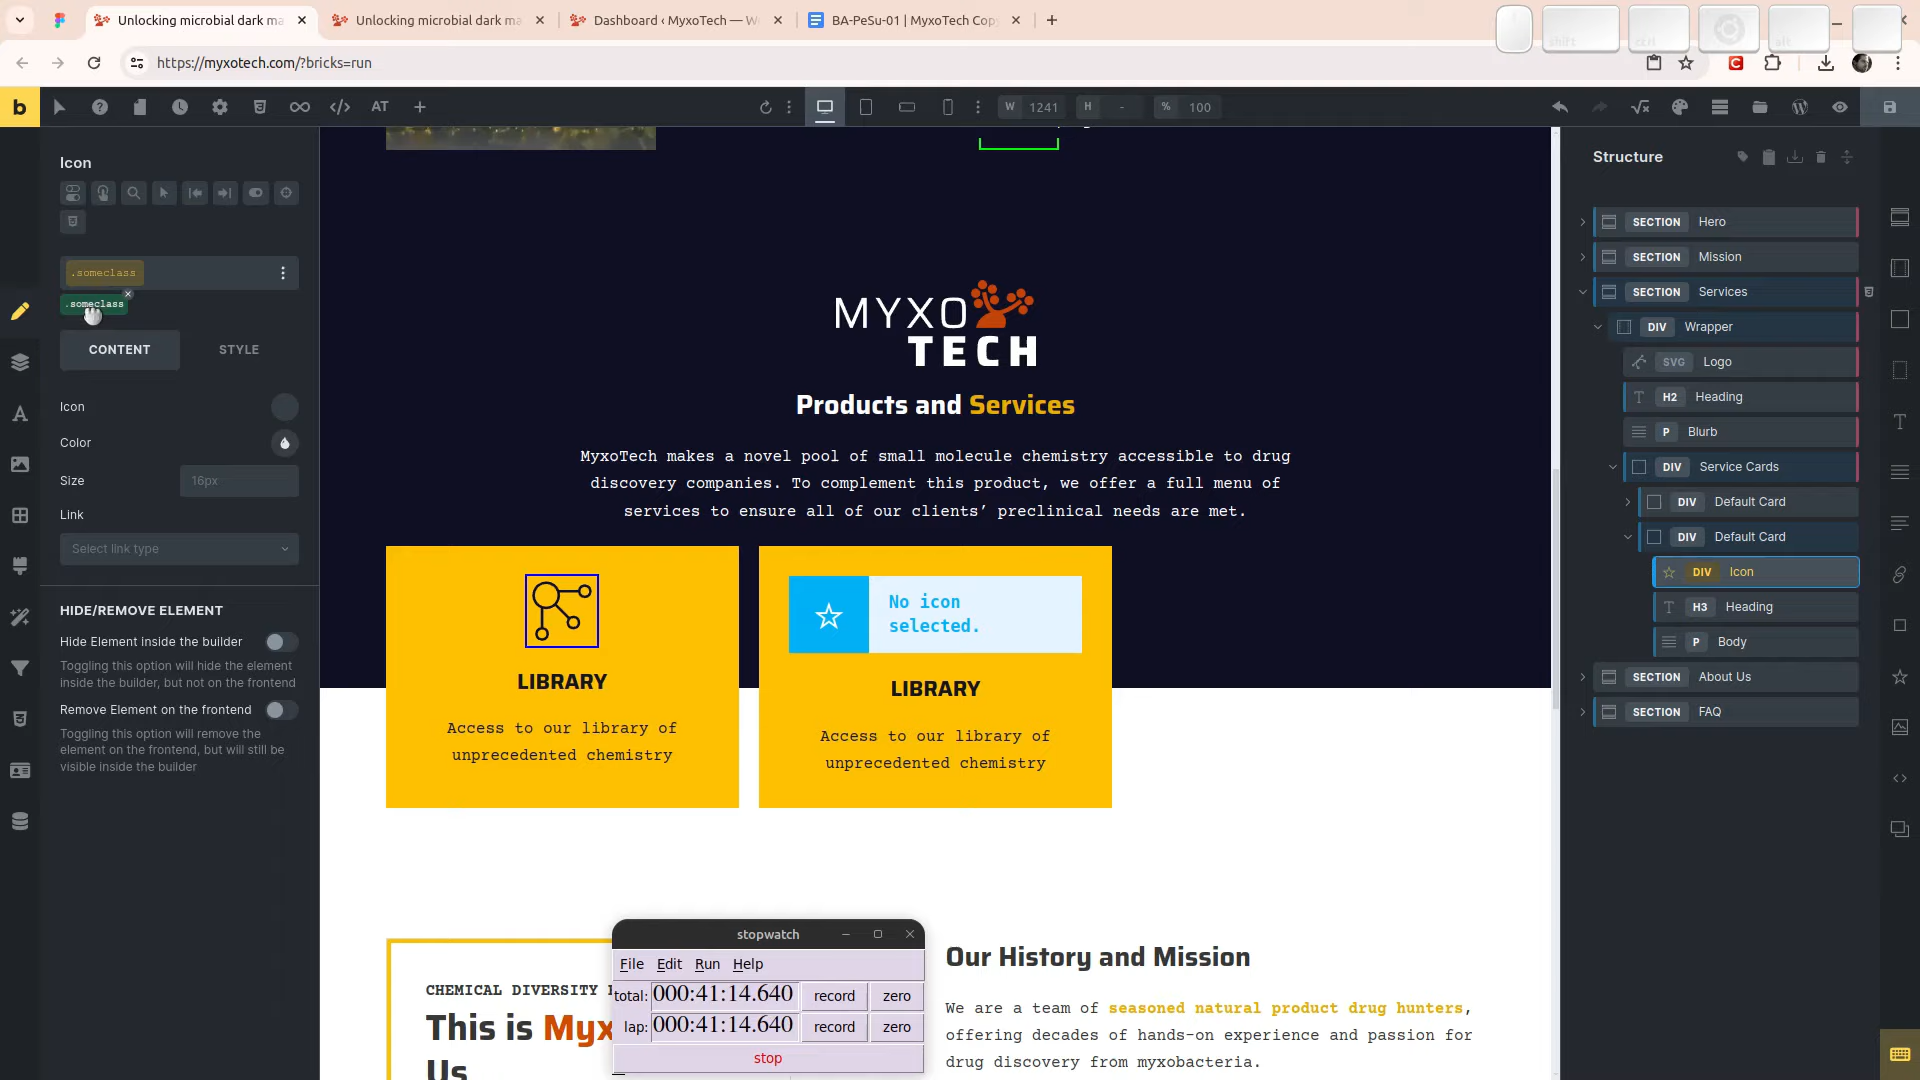 Unlocking microbial dark ma
Unlocking microbial dark ma
Dashboard ‹ MyxoTech — W
BA-PeSu-01 | MyxoTech Cop
shift
ctrl
alt
https://myxotech.com/?bricks=run
b
AT
W 1241
H -
% 100
Icon
.someclass
.someclass
CONTENT
STYLE
Icon
Color
Size
16px
Link
Select link type
HIDE/REMOVE ELEMENT
Hide Element inside the builder
Toggling this option will hide the element
inside the builder, but not on the frontend
Remove Element on the frontend
Toggling this option will remove the
element on the frontend, but will still be
visible inside the builder
MYXO
TECH
Products and Services
MyxoTech makes a novel pool of small molecule chemistry accessible to drug
discovery companies. To complement this product, we offer a full menu of
services to ensure all of our clients’ preclinical needs are met.
LIBRARY
Access to our library of
unprecedented chemistry
No icon
selected.
LIBRARY
Access to our library of
unprecedented chemistry
CHEMICAL DIVERSITY
This is Myx
Us
Our History and Mission
We are a team of seasoned natural product drug hunters,
offering decades of hands-on experience and passion for
drug discovery from myxobacteria.
stopwatch
File Edit Run Help
total: 000:41:14.640 record zero
lap: 000:41:14.640 record zero
stop
Structure
SECTION Hero
SECTION Mission
SECTION Services
DIV Wrapper
SVG Logo
H2 Heading
P Blurb
DIV Service Cards
DIV Default Card
DIV Default Card
DIV Icon
H3 Heading
P Body
SECTION About Us
SECTION FAQ